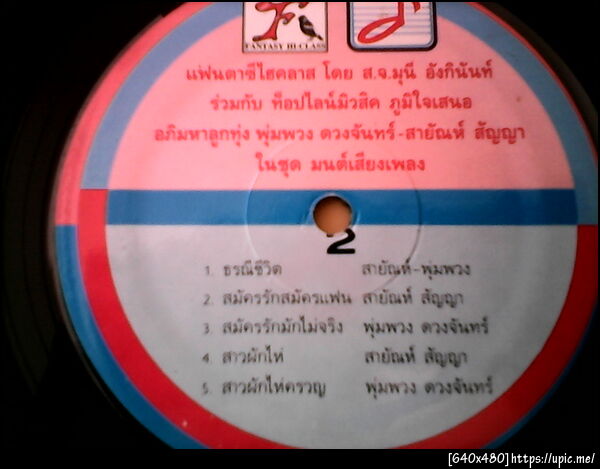 FANTASY HI-CLASS
แฟนตาซีไฮคลาส โดย ส.จ.มุนี อังกินันท์
ร่วมกับ ท็อปไลน์มิวสิค ภูมิใจเสนอ
อภิมหาลูกทุ่ง พุ่มพวง ดวงจันทร์-สายัณห์ สัญญา
ในชุด มนต์เสียงเพลง
2
1. ธรณีชีวิต สายัณห์-พุ่มพวง
2. สมัครรักสมัครแฟน สายัณห์ สัญญา
3. สมัครรักมักไม่จริง พุ่มพวง ดวงจันทร์
4. สาวผักไห่ สายัณห์ สัญญา
5. สาวผักไห่ครวญ พุ่มพวง ดวงจันทร์
[640x480]https://upic.me/